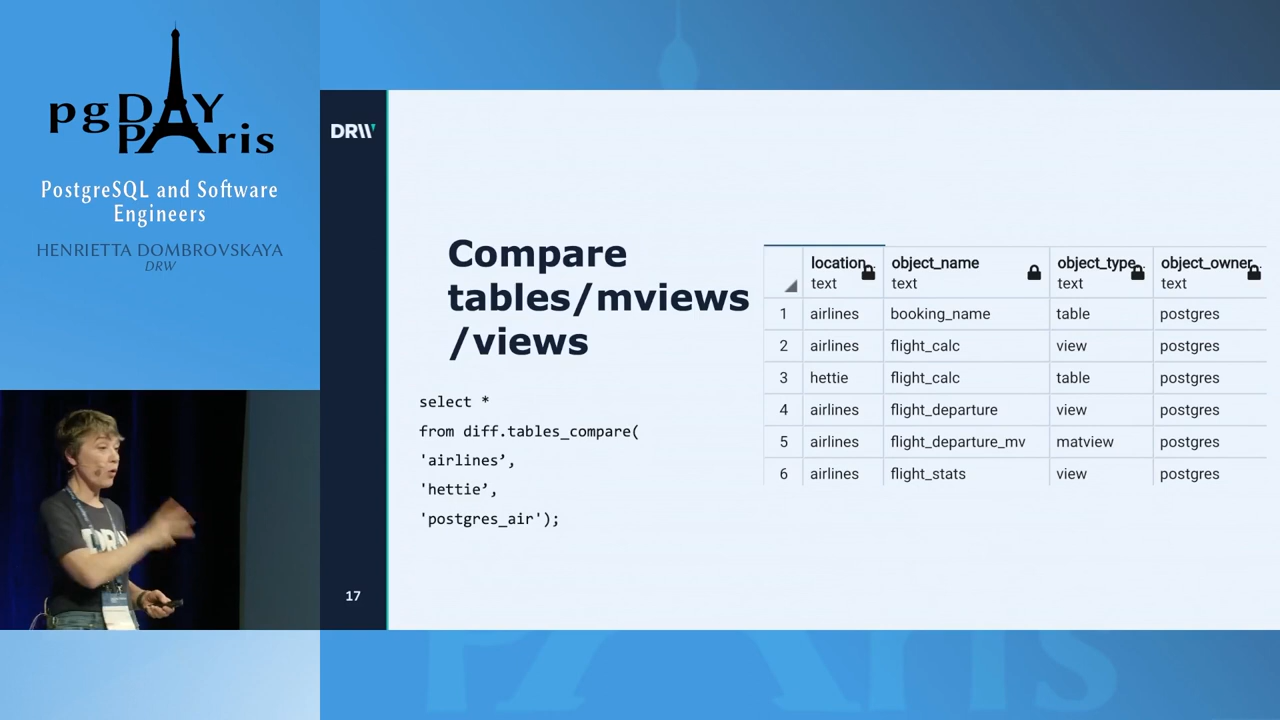 pgDAY
PAris
PostgreSQL and Software
Engineers
HENRIETTA DOMBROVSKAYA
DRW
DRW
Compare
tables/mviews
/views
select *
from diff.tables_compare(
'airlines’,
'hettie’,
'postgres_air');
location.. object_name object_type.. object_owner..
text text text text
1 airlines booking_name table postgres
2 airlines flight_calc view postgres
3 hettie flight_calc table postgres
4 airlines flight_departure view postgres
5 airlines flight_departure_mv matview postgres
6 airlines flight_stats view postgres
17
DRW